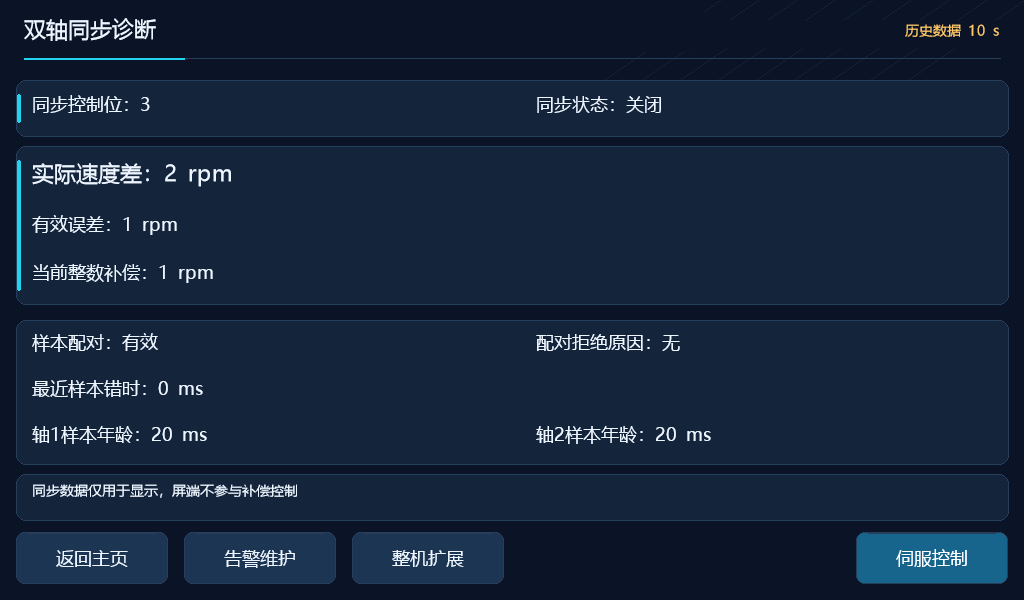 双轴同步诊断
历史数据 10 s
同步控制位：3
同步状态：关闭
实际速度差：2 rpm
有效误差：1 rpm
当前整数补偿：1 rpm
样本配对：有效
配对拒绝原因：无
最近样本错时：0 ms
轴1样本年龄：20 ms
轴2样本年龄：20 ms
同步数据仅用于显示，屏端不参与补偿控制
返回主页
告警维护
整机扩展
伺服控制